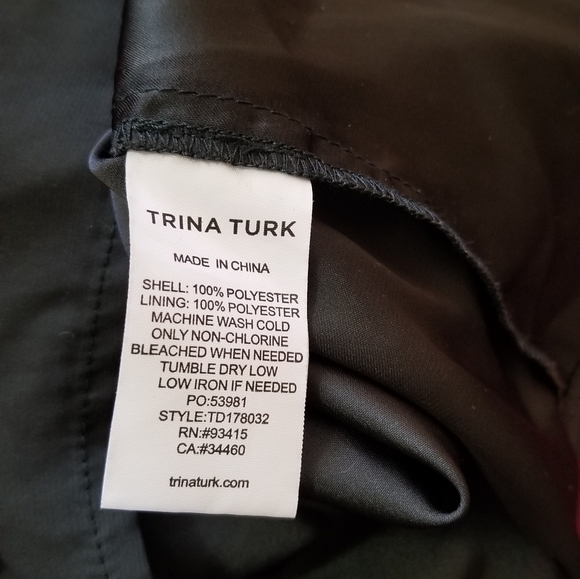 TRINA TURK
MADE IN CHINA
SHELL: 100% POLYESTER
LINING: 100% POLYESTER
MACHINE WASH COLD
ONLY NON-CHLORINE
BLEACHED WHEN NEEDED
TUMBLE DRY LOW
LOW IRON IF NEEDED
PO:53981
STYLE:TD178032
RN:#93415
CA:#34460
trinaturk.com